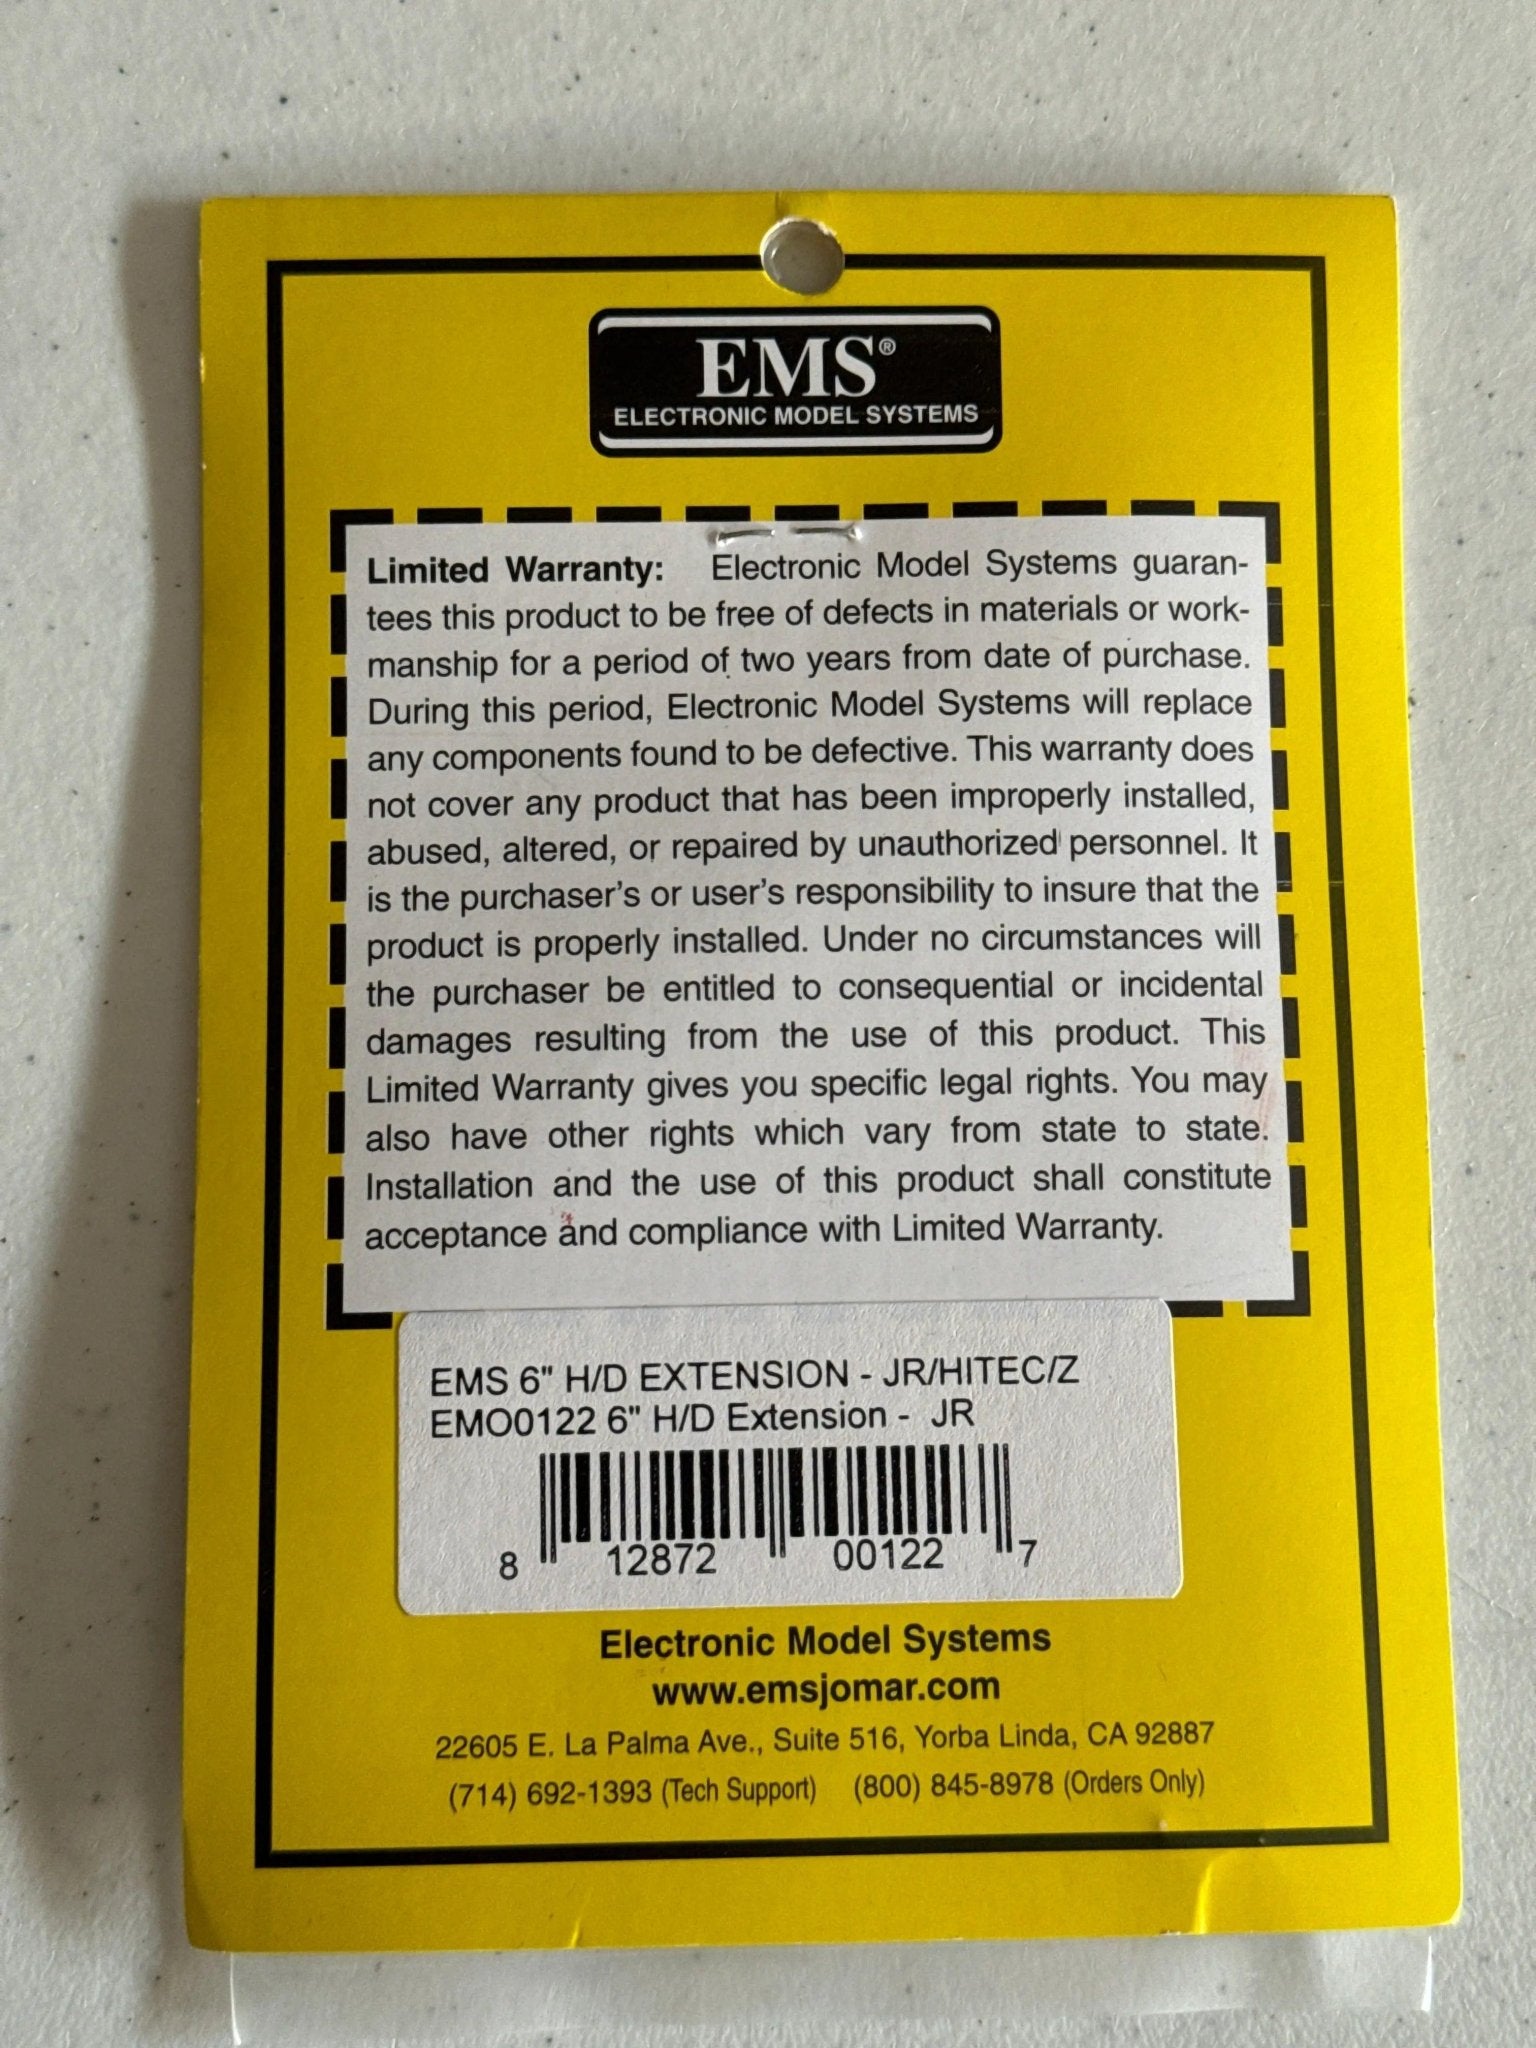 EMS®
ELECTRONIC MODEL SYSTEMS
Limited Warranty: Electronic Model Systems guaran-
tees this product to be free of defects in materials or work-
manship for a period of two years from date of purchase.
During this period, Electronic Model Systems will replace
any components found to be defective. This warranty does
not cover any product that has been improperly installed,
abused, altered, or repaired by unauthorized personnel. It
is the purchaser's or user's responsibility to insure that the
product is properly installed. Under no circumstances will
the purchaser be entitled to consequential or incidental
damages resulting from the use of this product. This
Limited Warranty gives you specific legal rights. You may
also have other rights which vary from state to state.
Installation and the use of this product shall constitute
acceptance and compliance with Limited Warranty.
EMS 6" H/D EXTENSION - JR/HITEC/Z
EMO0122 6" H/D Extension - JR
8 12872 00122 7
Electronic Model Systems
www.emsjomar.com
22605 E. La Palma Ave., Suite 516, Yorba Linda, CA 92887
(714) 692-1393 (Tech Support) (800) 845-8978 (Orders Only)